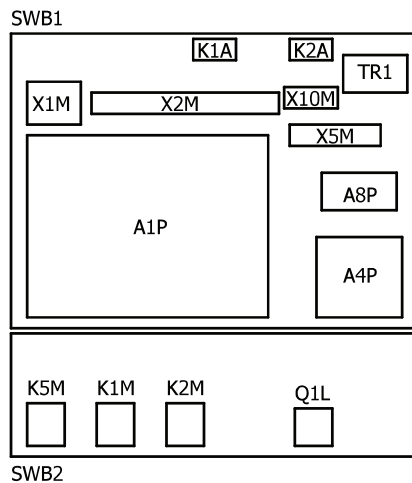 SWB1
K1A K2A
TR1
X1M X2M X10M
X5M
A8P
A1P
A4P
K5M K1M K2M Q1L
SWB2